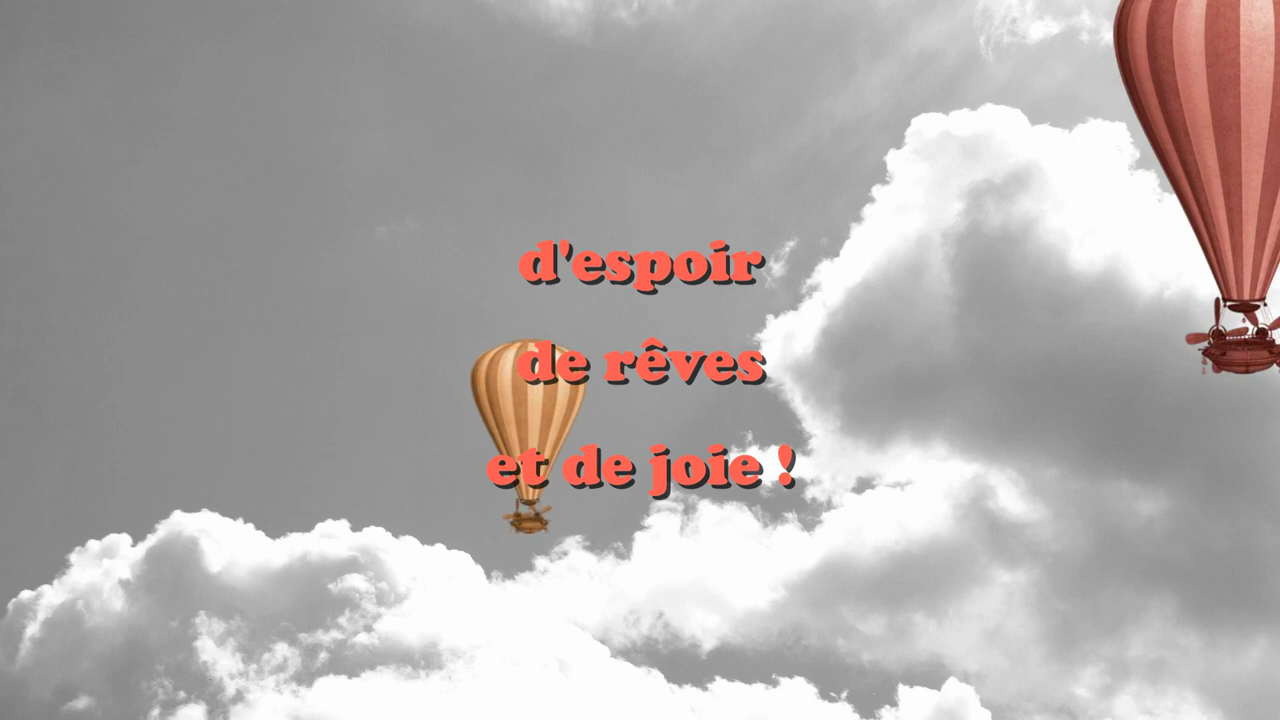 d'espoir
de rêves
et de joie !